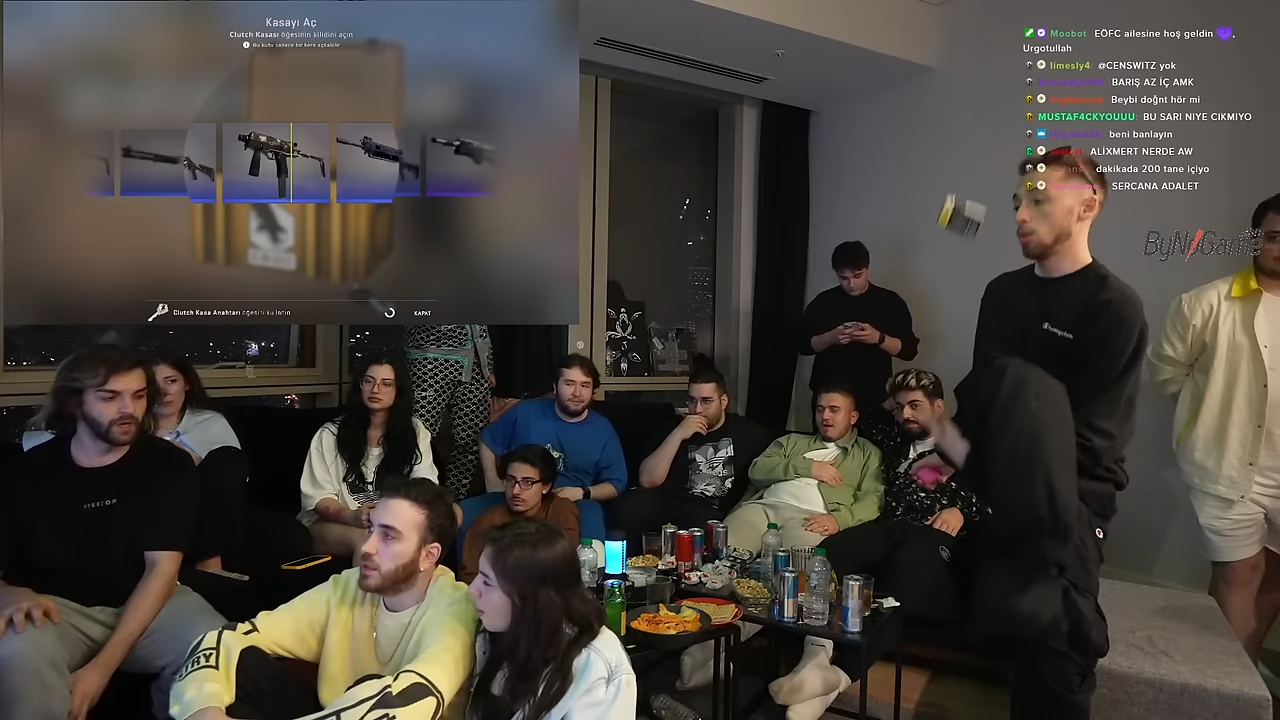 Kasayı Aç
Clutch Kasası öğesinin kilidini açın
Bu kutu sadece bir kere açılabilir
Clutch Kasa Anahtarı öğesini kullanın
KAPAT
Moobot EÖFC ailesine hoş geldin ,
Urgotullah
limesly4 @CENSWITZ yok
BARIŞ AZ İÇ AMK
Beybi doğnt hör mi
MUSTAF4CKYOUUU BU SARI NIYE CIKMIYO
Urgotullah beni banlayın
ALİXMERT NERDE AW
dakikada 200 tane içiyo
SERCANA ADALET
ByNoGame
Champion